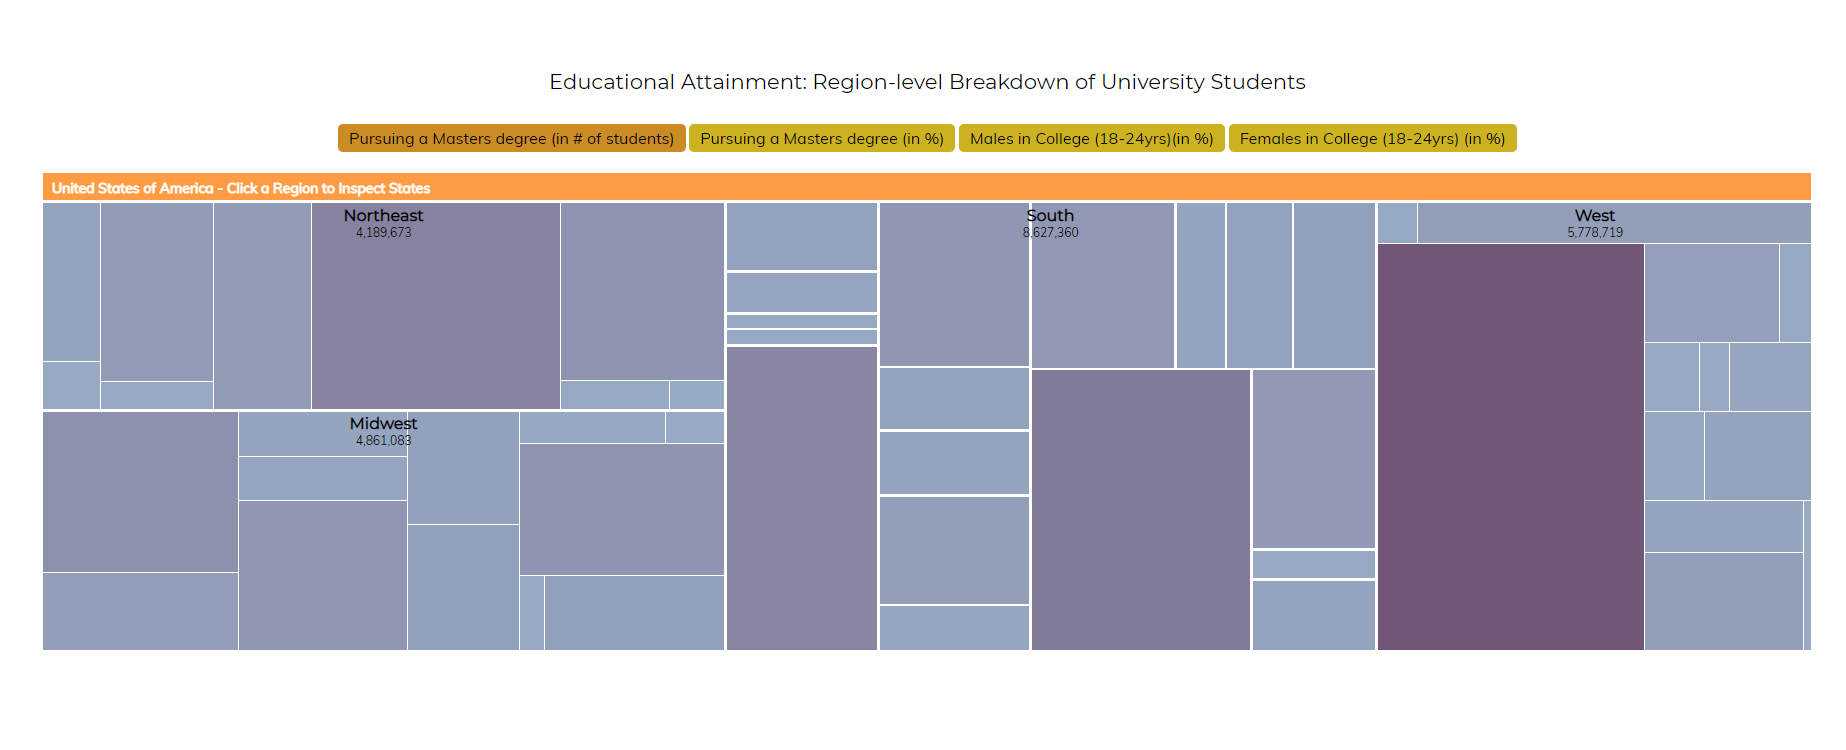 Educational Attainment: Region-level Breakdown of University Students
Pursuing a Masters degree (in # of students)
Pursuing a Masters degree (in %)
Males in College (18-24yrs)(in %)
Females in College (18-24yrs) (in %)
United States of America - Click a Region to Inspect States
Northeast
4,189,673
South
8,627,360
West
5,778,719
Midwest
4,861,083